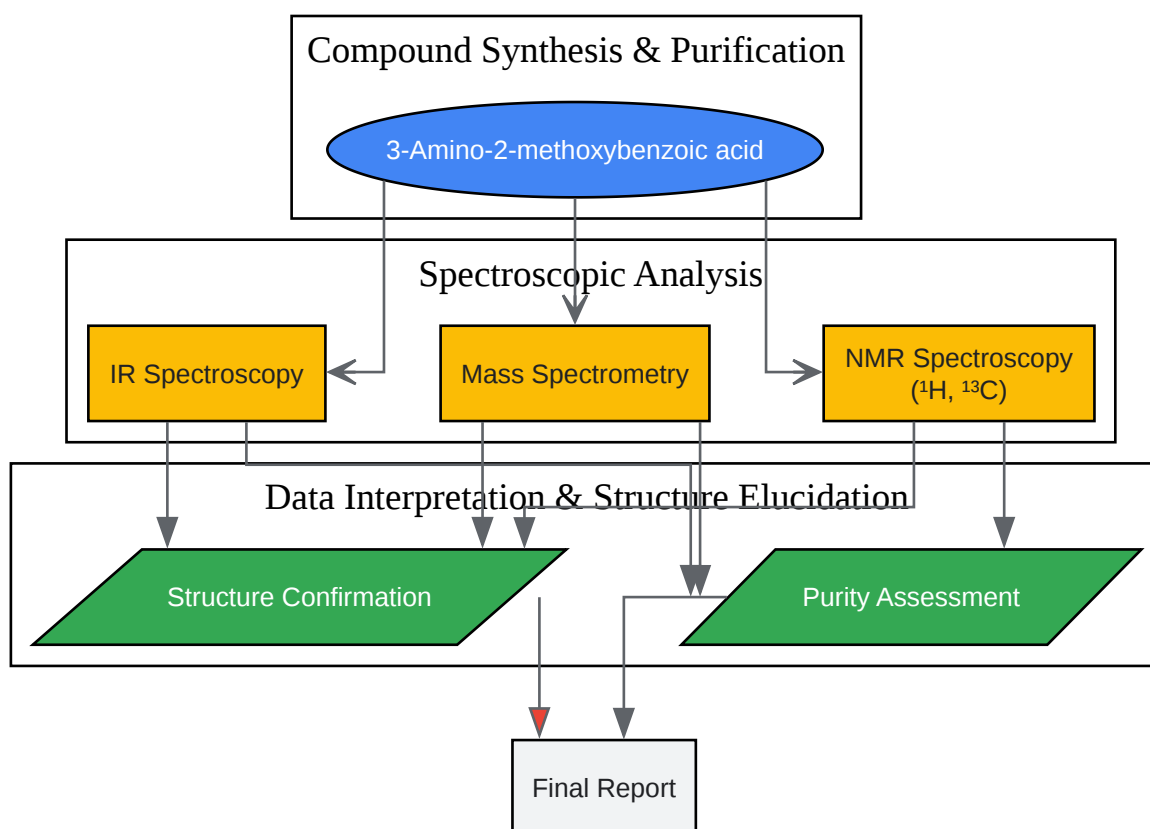 Compound Synthesis & Purification
3-Amino-2-methoxybenzoic acid
Spectroscopic Analysis
IR Spectroscopy
Mass Spectrometry
NMR Spectroscopy
(¹H, ¹³C)
Data Interpretation & Structure Elucidation
Structure Confirmation
Purity Assessment
Final Report